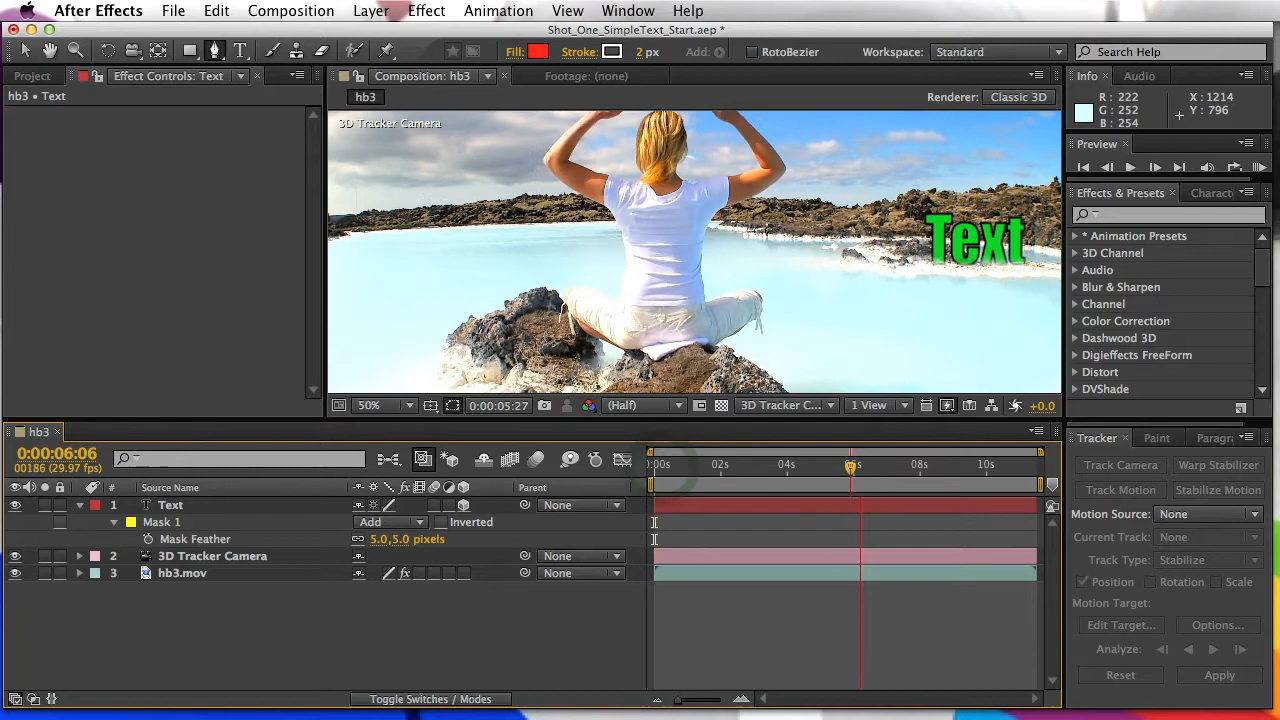 After Effects File Edit Composition Layer Effect Animation View Window Help
Shot_One_SimpleText_Start.aep *
Fill: Stroke: 2 px Add: RotoBezier Workspace: Standard Search Help
Project Effect Controls: Text Composition: hb3 Footage: (none) Info Audio
hb3 • Text
hb3 Renderer: Classic 3D
R: 222 X: 1214
G: 252 Y: 796
B: 254
3D Tracker Camera
Text
Preview
Effects & Presets Charact
* Animation Presets
3D Channel
Audio
Blur & Sharpen
Channel
Color Correction
Dashwood 3D
Digieffects FreeForm
Distort
DVShade
50% 0:00:05:27 (Half) 3D Tracker C... 1 View +0.0
hb3
0:00:06:06
00186 (29.97 fps)
:00s 02s 04s 06s 08s 10s
# Source Name Parent
1 Text None
Mask 1 Add Inverted
Mask Feather 5.0,5.0 pixels
2 3D Tracker Camera None
3 hb3.mov None
Toggle Switches / Modes
Tracker Paint Paragra
Track Camera Warp Stabilizer
Track Motion Stabilize Motion
Motion Source: None
Current Track: None
Track Type: Stabilize
Position Rotation Scale
Motion Target:
Edit Target... Options...
Analyze:
Reset Apply